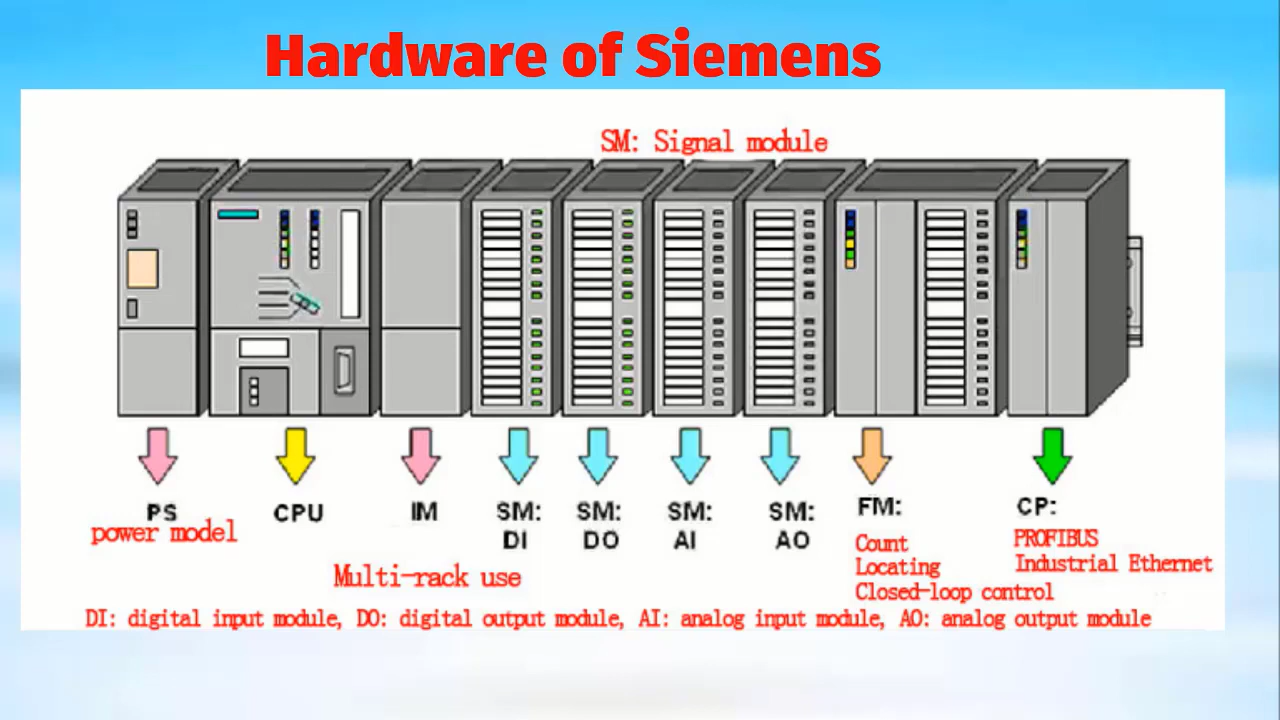 Hardware of Siemens
SM: Signal module
PS
CPU
IM
SM:
DI
SM:
DO
SM:
AI
SM:
AO
FM:
CP:
power model
Multi-rack use
Count
Locating
Closed-loop control
PROFIBUS
Industrial Ethernet
DI: digital input module, DO: digital output module, AI: analog input module, AO: analog output module